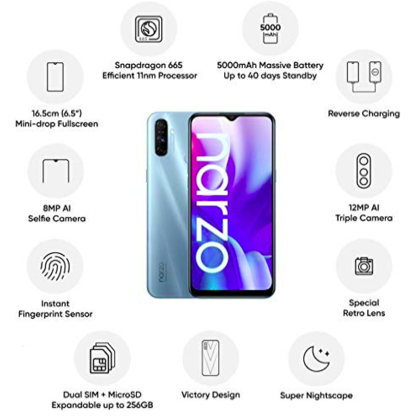 5000
mAh
Snapdragon 665
Efficient 11nm Processor
5000mAh Massive Battery
Up to 40 days Standby
16.5cm (6.5")
Mini-drop Fullscreen
Reverse Charging
narzo
narzo
8MP AI
Selfie Camera
12MP AI
Triple Camera
Instant
Fingerprint Sensor
Special
Retro Lens
Dual SIM + MicroSD
Expandable up to 256GB
Victory Design
Super Nightscape